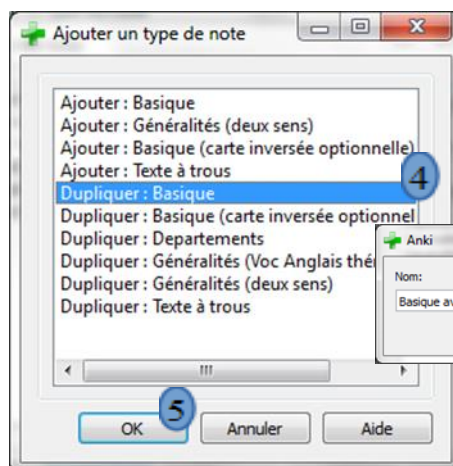 Ajouter un type de note
Ajouter : Basique
Ajouter : Généralités (deux sens)
Ajouter : Basique (carte inversée optionnelle)
Ajouter : Texte à trous
4
Dupliquer : Basique
Dupliquer : Basique (carte inversée optionnel
Dupliquer : Departements
Dupliquer : Généralités (Voc Anglais thé
Dupliquer : Généralités (deux sens)
Dupliquer : Texte à trous
Anki
Nom:
Basique av
5
OK Annuler Aide